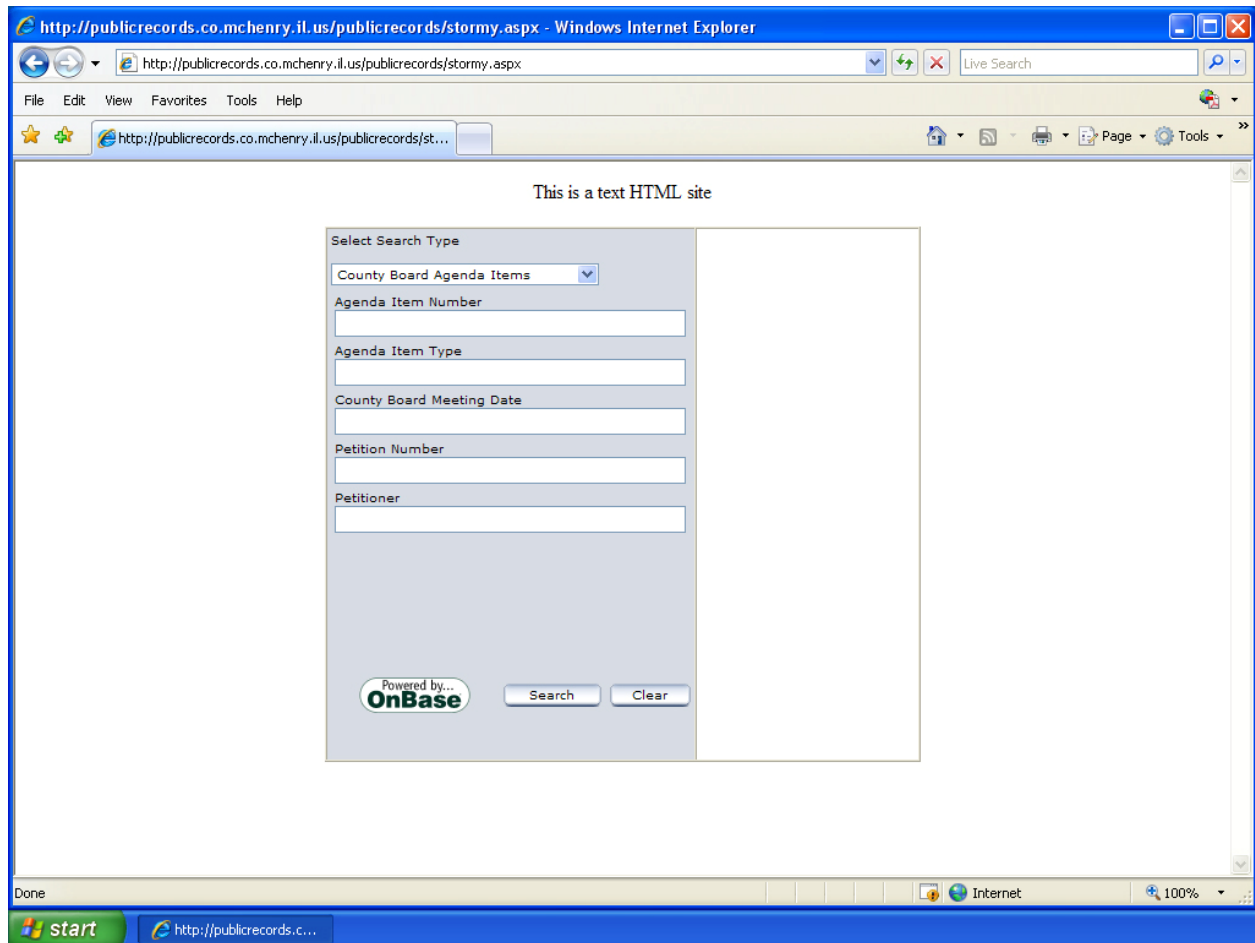 http://publicrecords.co.mchenry.il.us/publicrecords/stormy.aspx - Windows Internet Explorer
http://publicrecords.co.mchenry.il.us/publicrecords/stormy.aspx
Live Search
File Edit View Favorites Tools Help
http://publicrecords.co.mchenry.il.us/publicrecords/st...
Page Tools
This is a text HTML site
Select Search Type
County Board Agenda Items
Agenda Item Number
Agenda Item Type
County Board Meeting Date
Petition Number
Petitioner
Powered by...
OnBase
Search Clear
Done
Internet
100%
start
http://publicrecords.c...